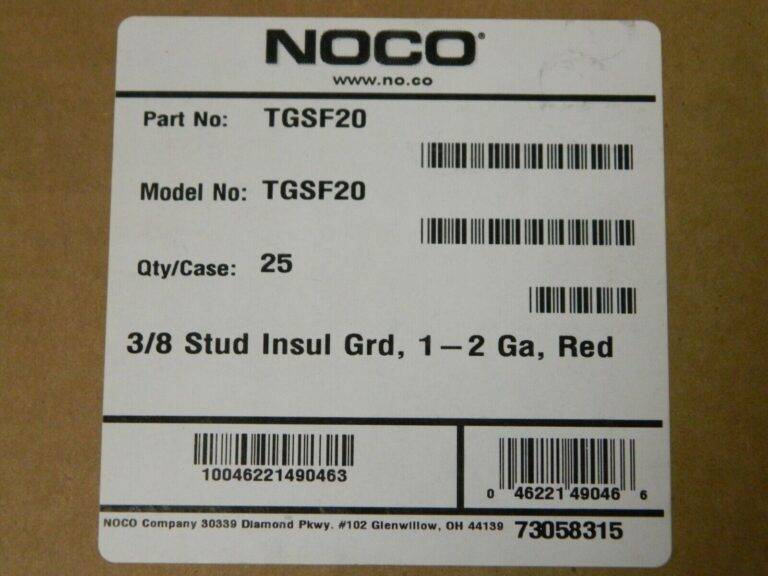 NOCO®
www.no.co
Part No: TGSF20
Model No: TGSF20
Qty/Case: 25
3/8 Stud Insul Grd, 1-2 Ga, Red
10046221490463
0 46221 49046 6
NOCO Company 30339 Diamond Pkwy. #102 Glenwillow, OH 44139 73058315